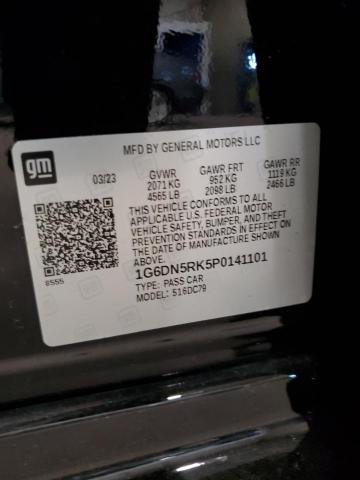 gm
MFD BY GENERAL MOTORS LLC
03/23 GVWR GAWR FRT GAWR RR
2071 KG 952 KG 1119 KG
4565 LB 2098 LB 2466 LB
THIS VEHICLE CONFORMS TO ALL
APPLICABLE U.S. FEDERAL MOTOR
VEHICLE SAFETY, BUMPER, AND THEFT
PREVENTION STANDARDS IN EFFECT ON
THE DATE OF MANUFACTURE SHOWN ABOVE.
1G6DN5RK5P0141101
8555 TYPE: PASS CAR
MODEL: 516DC79